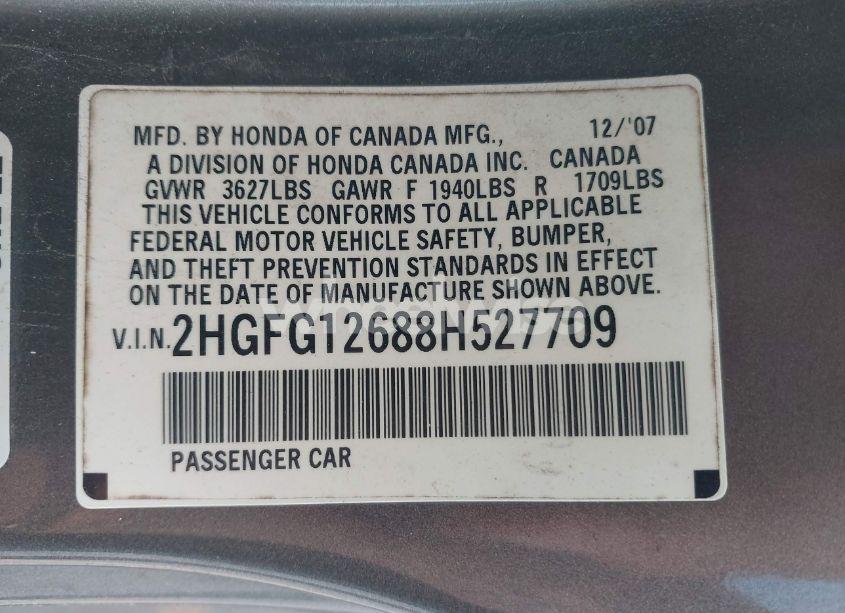 MFD. BY HONDA OF CANADA MFG., 12/'07
A DIVISION OF HONDA CANADA INC. CANADA
GVWR 3627LBS GAWR F 1940LBS R 1709LBS
THIS VEHICLE CONFORMS TO ALL APPLICABLE
FEDERAL MOTOR VEHICLE SAFETY, BUMPER,
AND THEFT PREVENTION STANDARDS IN EFFECT
ON THE DATE OF MANUFACTURE SHOWN ABOVE.
V.I.N. 2HGFG12688H527709
PASSENGER CAR